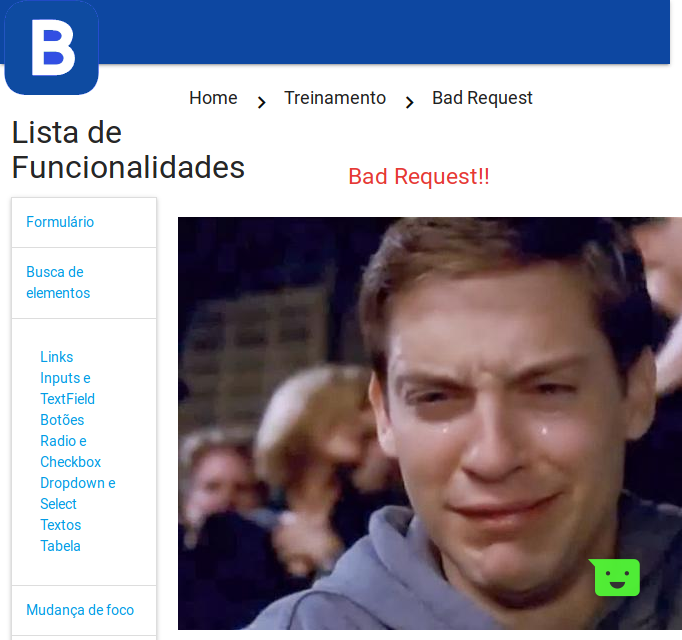 B
Home
Treinamento
Bad Request
Lista de
Funcionalidades
Bad Request!!
Formulário
Busca de
elementos
Links
Inputs e
TextField
Botões
Radio e
Checkbox
Dropdown e
Select
Textos
Tabela
Mudança de foco